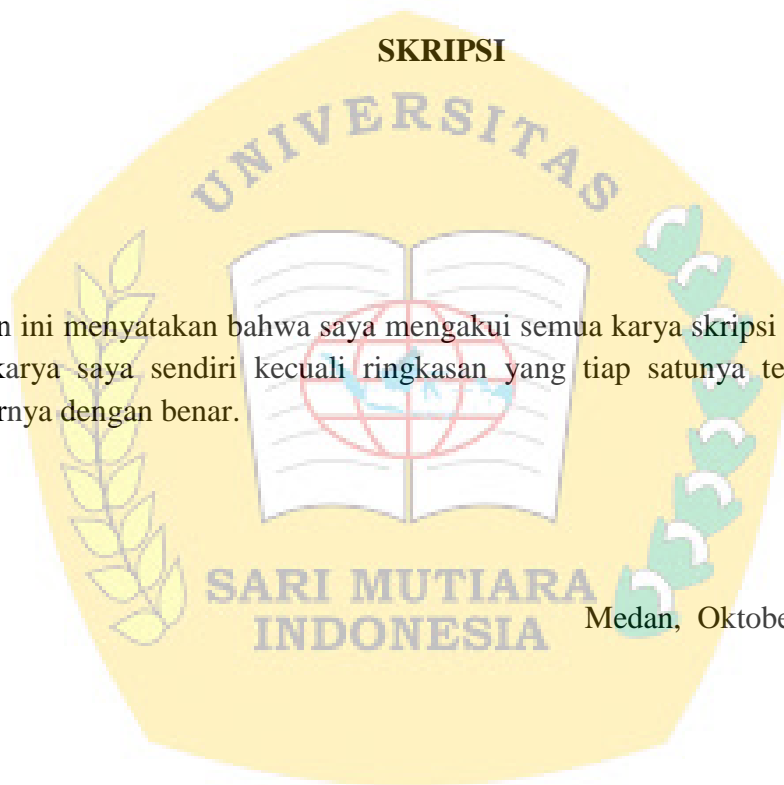 SKRIPSI
UNIVERSITAS
n ini menyatakan bahwa saya mengakui semua karya skripsi
karya saya sendiri kecuali ringkasan yang tiap satunya te
rnya dengan benar.
SARI MUTIARA
INDONESIA
Medan, Oktobe